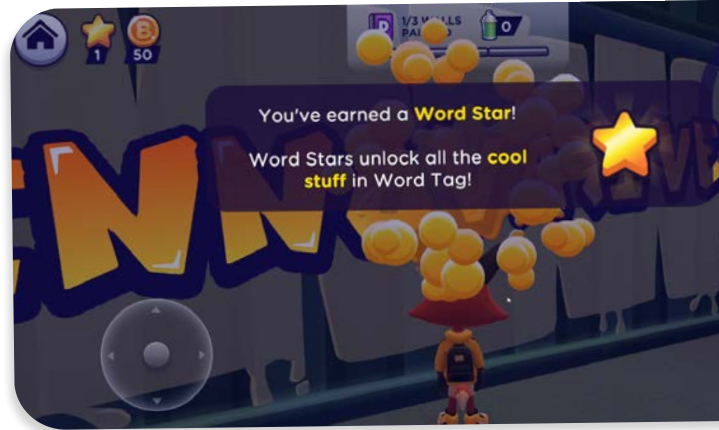 1/3 WALLS
0
1
50
You've earned a Word Star!
Word Stars unlock all the cool
stuff in Word Tag!